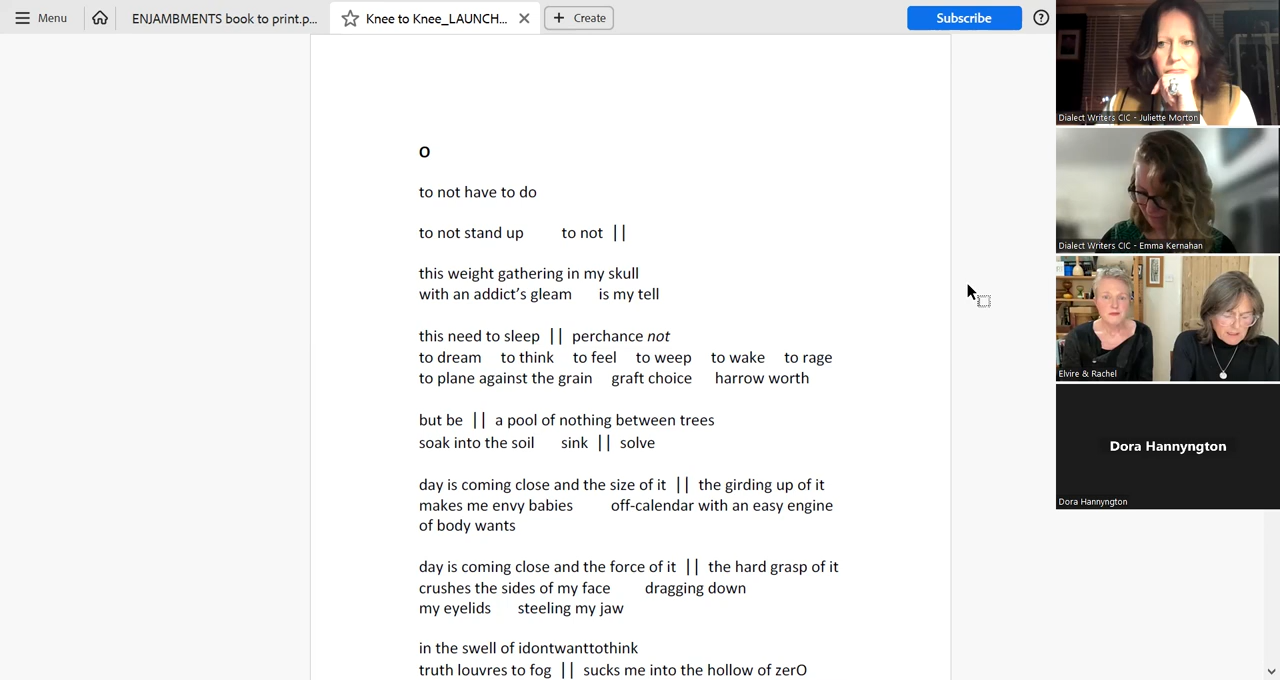 Menu
ENJAMBMENTS book to print.p...
Knee to Knee_LAUNCH...
Create
Subscribe
O
to not have to do
to not stand up to not ||
this weight gathering in my skull
with an addict's gleam is my tell
this need to sleep || perchance not
to dream to think to feel to weep to wake to rage
to plane against the grain graft choice harrow worth
but be || a pool of nothing between trees
soak into the soil sink || solve
day is coming close and the size of it || the girding up of it
makes me envy babies off-calendar with an easy engine
of body wants
day is coming close and the force of it || the hard grasp of it
crushes the sides of my face dragging down
my eyelids steeling my jaw
in the swell of idontwanttothink
truth louvres to fog || sucks me into the hollow of zerO
Dialect Writers CIC - Juliette Morton
Dialect Writers CIC - Emma Kernahan
Elvire & Rachel
Dora Hannyngton
Dora Hannyngton